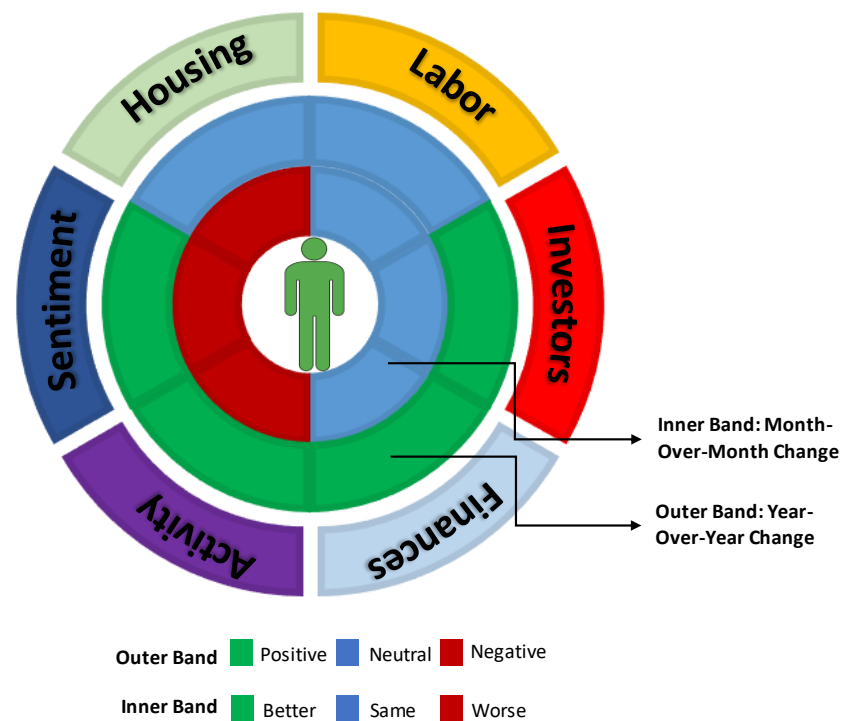 Housing
Labor
Sentiment
Investors
Activity
Finances
Inner Band: Month-
Over-Month Change
Outer Band: Year-
Over-Year Change
Outer Band Positive Neutral Negative
Inner Band Better Same Worse